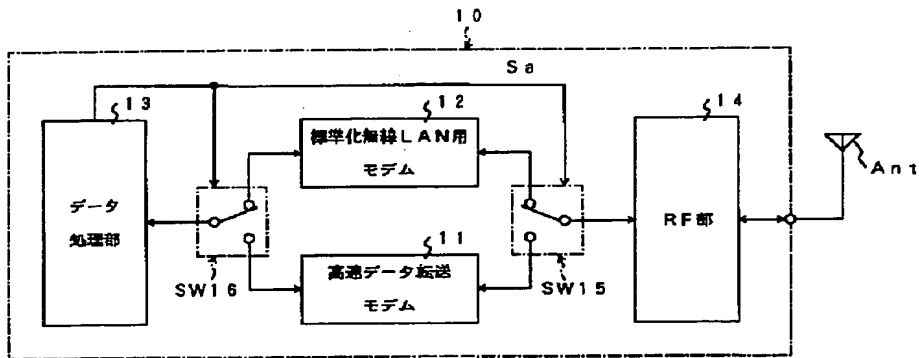 10
Sa
13
12
14
標準化無線LAN用
モデム
Ant
データ
処理部
RF部
11
SW16
高速データ転送
モデム
SW15